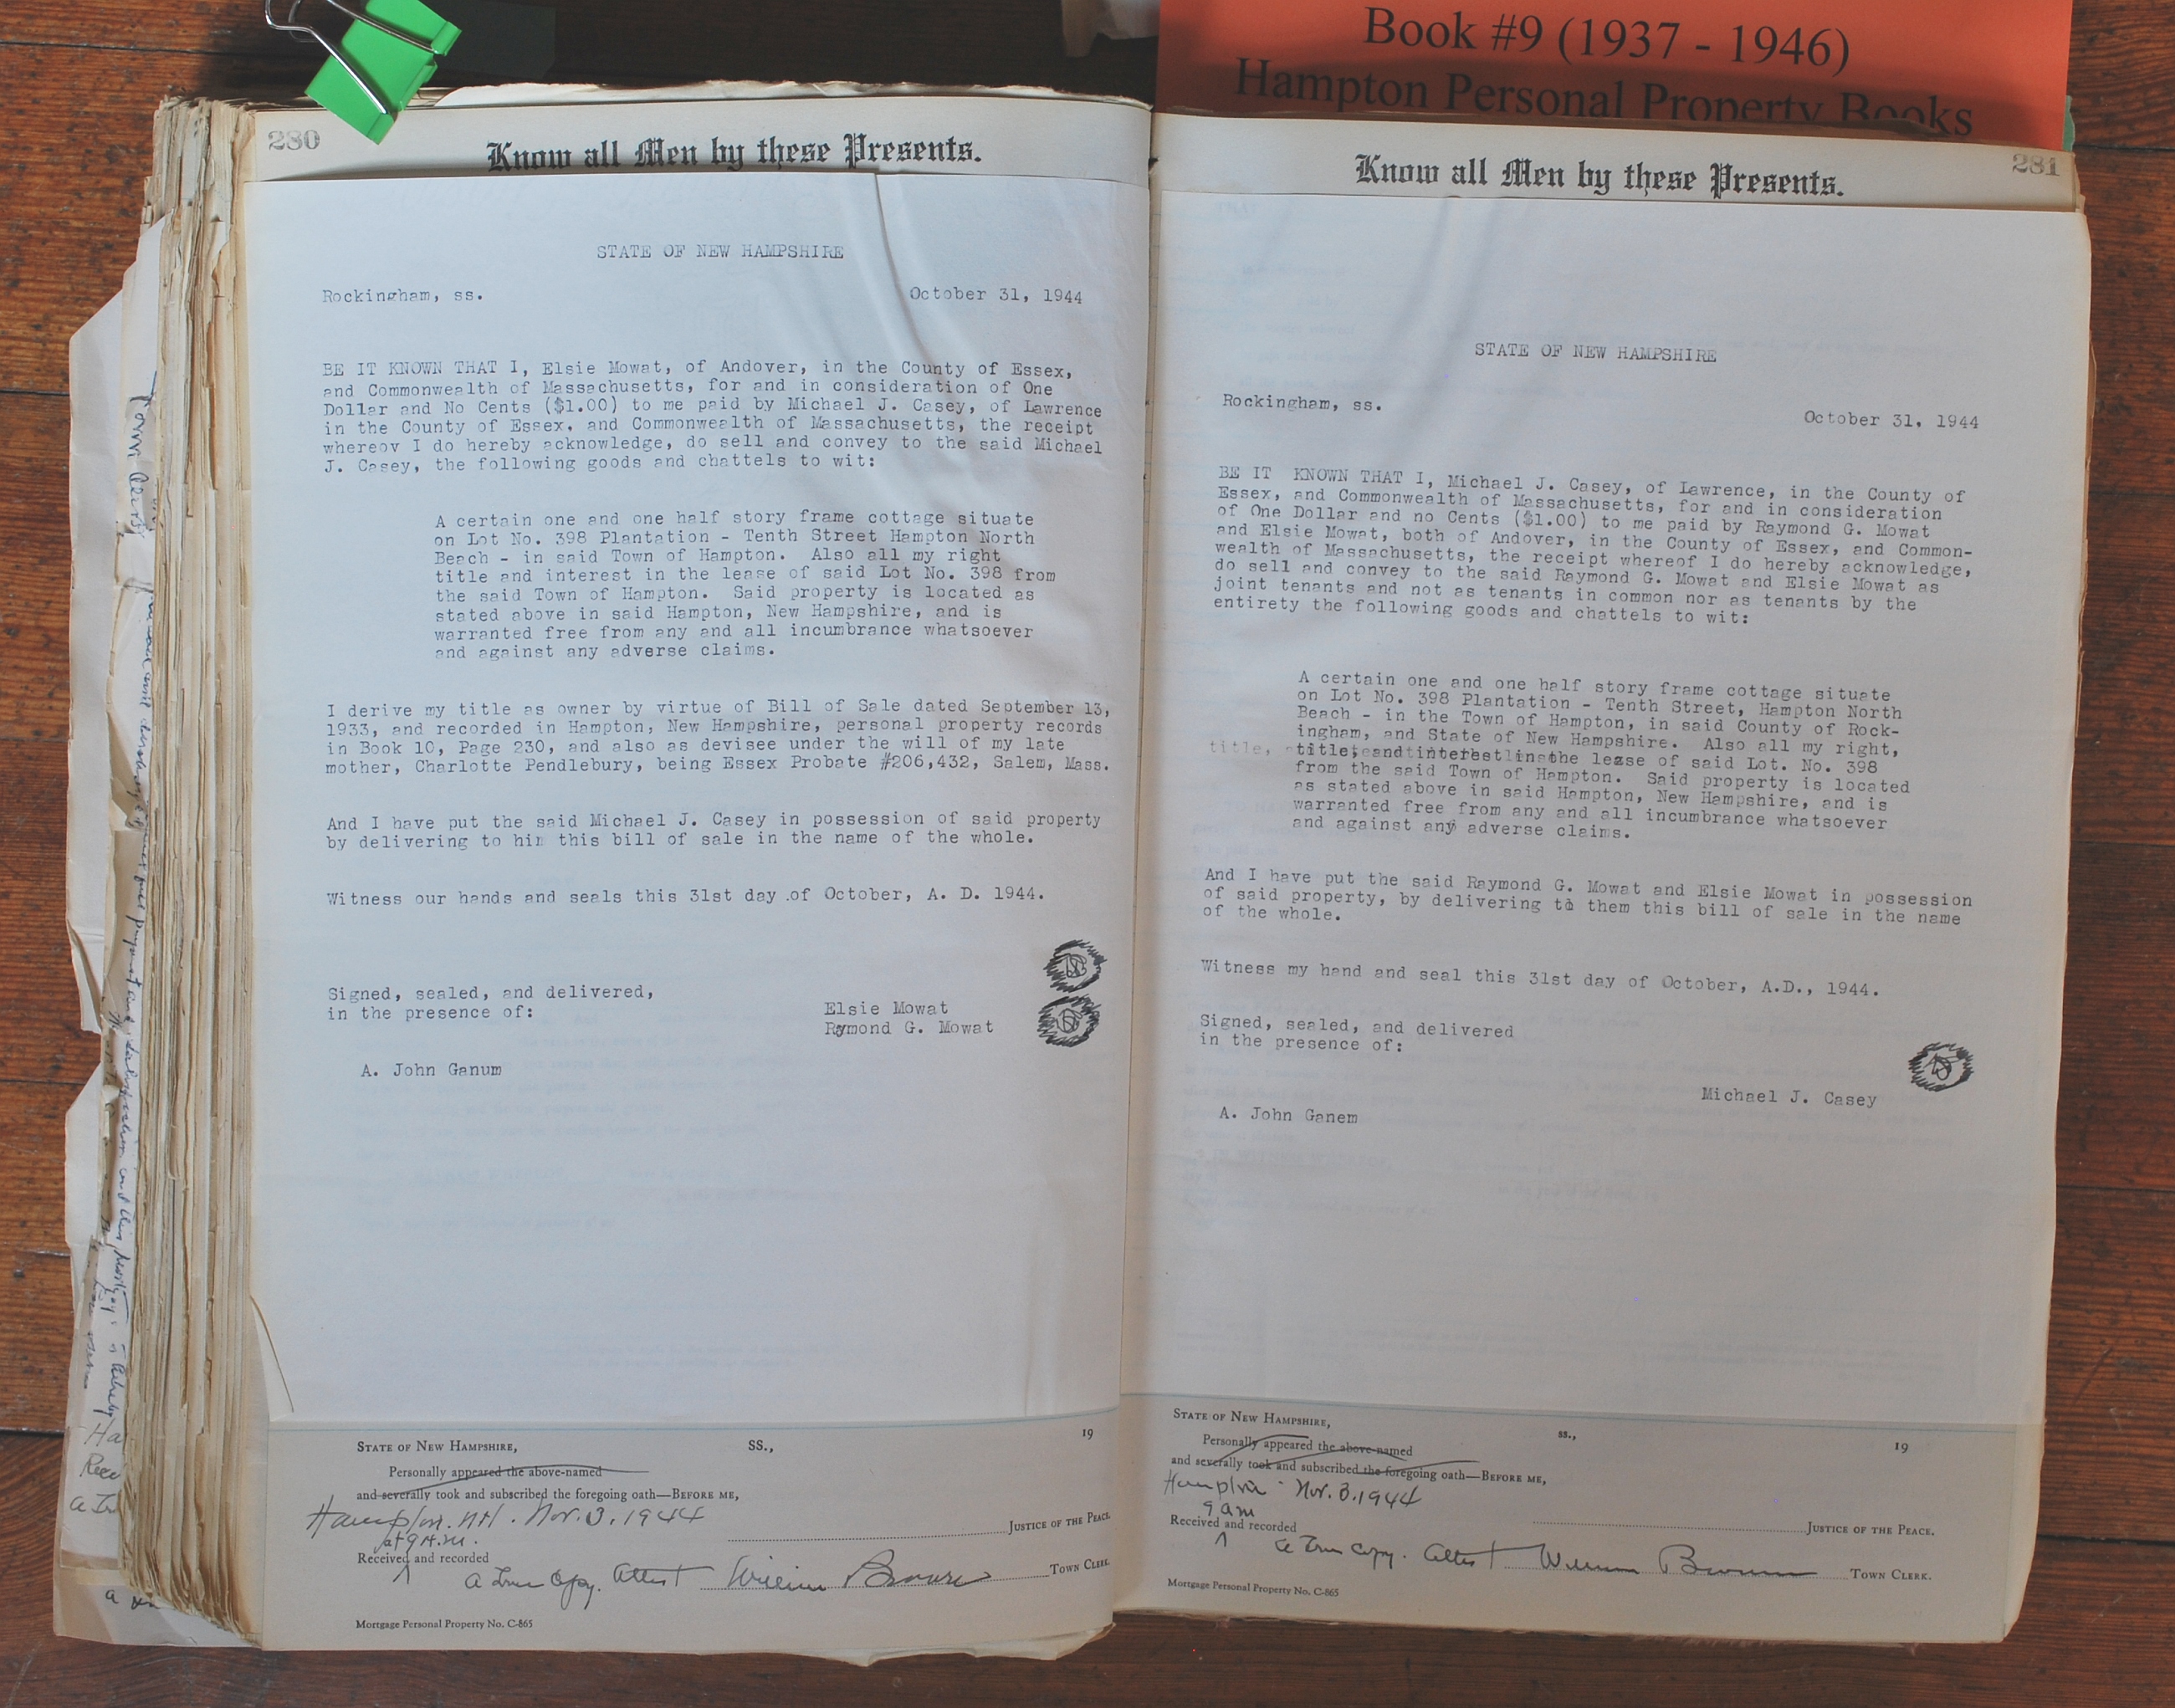 Book #9 (1937 - 1946)
Hampton Personal Property Books
280
Know all Men by these Presents.
STATE OF NEW HAMPSHIRE
Rockingham, ss. October 31, 1944
BE IT KNOWN THAT I, Elsie Mowat, of Andover, in the County of Essex,
and Commonwealth of Massachusetts, for and in consideration of One
Dollar and No Cents ($1.00) to me paid by Michael J. Casey, of Lawrence
in the County of Essex, and Commonwealth of Massachusetts, the receipt
whereov I do hereby acknowledge, do sell and convey to the said Michael
J. Casey, the following goods and chattels to wit:
A certain one and one half story frame cottage situate
on Lot No. 398 Plantation - Tenth Street Hampton North
Beach - in said Town of Hampton. Also all my right
title and interest in the lease of said Lot No. 398 from
the said Town of Hampton. Said property is located as
stated above in said Hampton, New Hampshire, and is
warranted free from any and all incumbrance whatsoever
and against any adverse claims.
I derive my title as owner by virtue of Bill of Sale dated September 13,
1933, and recorded in Hampton, New Hampshire, personal property records
in Book 10, Page 230, and also as devisee under the will of my late
mother, Charlotte Pendlebury, being Essex Probate #206,432, Salem, Mass.
And I have put the said Michael J. Casey in possession of said property
by delivering to him this bill of sale in the name of the whole.
Witness our hands and seals this 31st day of October, A. D. 1944.
Signed, sealed, and delivered,
in the presence of:
Elsie Mowat
Rymond G. Mowat
A. John Ganum
STATE OF NEW HAMPSHIRE, SS., 19
Personally appeared the above-named
and severally took and subscribed the foregoing oath—BEFORE ME,
Hampton. N.H. Nov. 3, 1944
JUSTICE OF THE PEACE.
at 9 A.M.
Received and recorded
A True Copy. Attest William Brown TOWN CLERK.
Mortgage Personal Property No. C-865
281
Know all Men by these Presents.
STATE OF NEW HAMPSHIRE
Rockingham, ss.
October 31, 1944
BE IT KNOWN THAT I, Michael J. Casey, of Lawrence, in the County of
Essex, and Commonwealth of Massachusetts, for and in consideration
of One Dollar and no Cents ($1.00) to me paid by Raymond G. Mowat
and Elsie Mowat, both of Andover, in the County of Essex, and Common-
wealth of Massachusetts, the receipt whereof I do hereby acknowledge,
do sell and convey to the said Raymond G. Mowat and Elsie Mowat as
joint tenants and not as tenants in common nor as tenants by the
entirety the following goods and chattels to wit:
A certain one and one half story frame cottage situate
on Lot No. 398 Plantation - Tenth Street, Hampton North
Beach - in the Town of Hampton, in said County of Rock-
ingham, and State of New Hampshire. Also all my right,
title, title, and interest in the lease of said Lot. No. 398
from the said Town of Hampton. Said property is located
as stated above in said Hampton, New Hampshire, and is
warranted free from any and all incumbrance whatsoever
and against any adverse claims.
And I have put the said Raymond G. Mowat and Elsie Mowat in possession
of said property, by delivering to them this bill of sale in the name
of the whole.
Witness my hand and seal this 31st day of October, A.D., 1944.
Signed, sealed, and delivered
in the presence of:
Michael J. Casey
A. John Ganem
STATE OF NEW HAMPSHIRE, ss., 19
Personally appeared the above-named
and severally took and subscribed the foregoing oath—BEFORE ME,
Hampton Nov. 3, 1944
9 am
JUSTICE OF THE PEACE.
Received and recorded
A True Copy. Attest William Brown TOWN CLERK.
Mortgage Personal Property No. C-865
Town Clerk